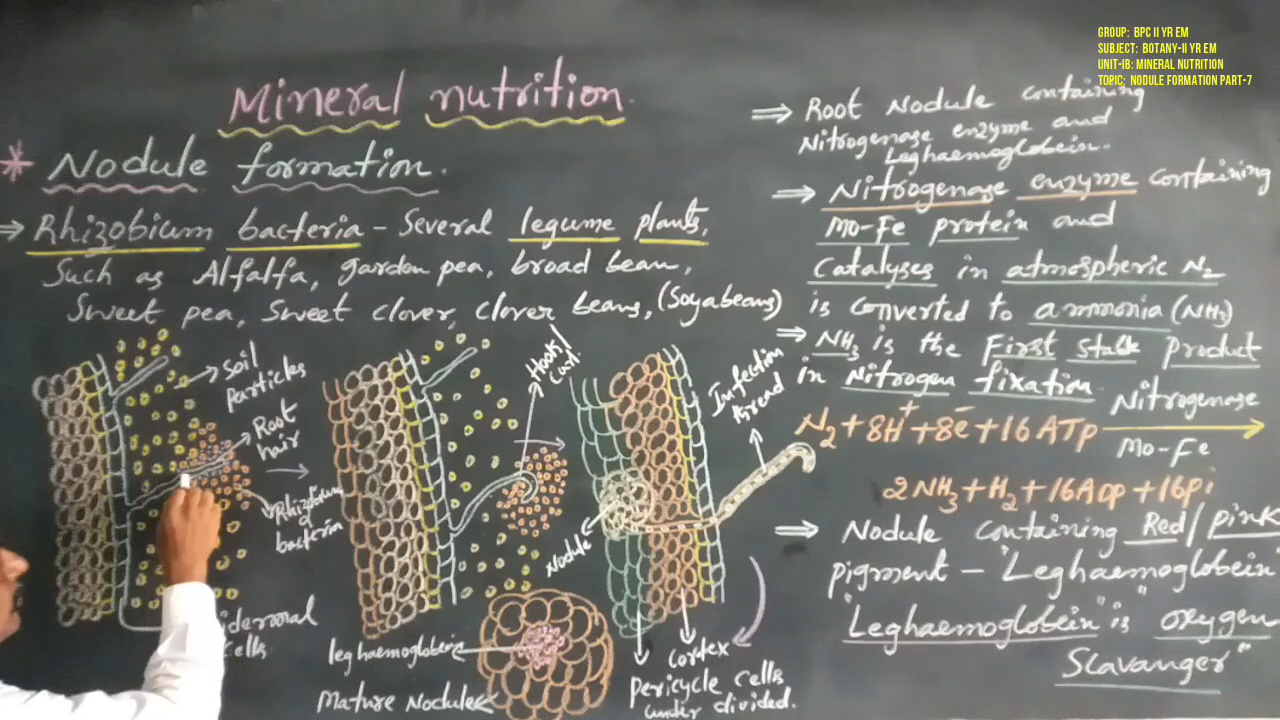 GROUP: BPC II YR EM
SUBJECT: BOTANY-II YR EM
UNIT-1B: MINERAL NUTRITION
TOPIC; NODULE FORMATION PART-7
Mineral nutrition.
* Nodule formation.
⇒ Rhizobium bacteria - Several legume plants,
Such as Alfalfa, garden pea, broad bean,
Sweet pea, Sweet clover, clover beans, (Soyabeans)
→ Soil
Particles
Root
hair
Rhizobium
bacteria
idermal
cells
Hook/
Curl
Infection
thread
Nodule
leghaemoglobein
Mature Nodule
Cortex
pericycle cells
under divided.
⇒ Root Nodule containing
Nitrogenase enzyme and
Leghaemoglobein.
⇒ Nitrogenase enzyme containing
Mo-Fe protein and
Catalyses in atmospheric N2
is converted to ammonia (NH3)
⇒ NH3 is the First stable Product
in Nitrogen fixation.
N2 + 8H+ + 8e- + 16 ATP
Nitrogenase
Mo-Fe
2NH3 + H2 + 16ADP + 16Pi
⇒ Nodule containing Red/pink
pigment - "Leghaemoglobein
"Leghaemoglobein" is "oxygen
Scavanger"